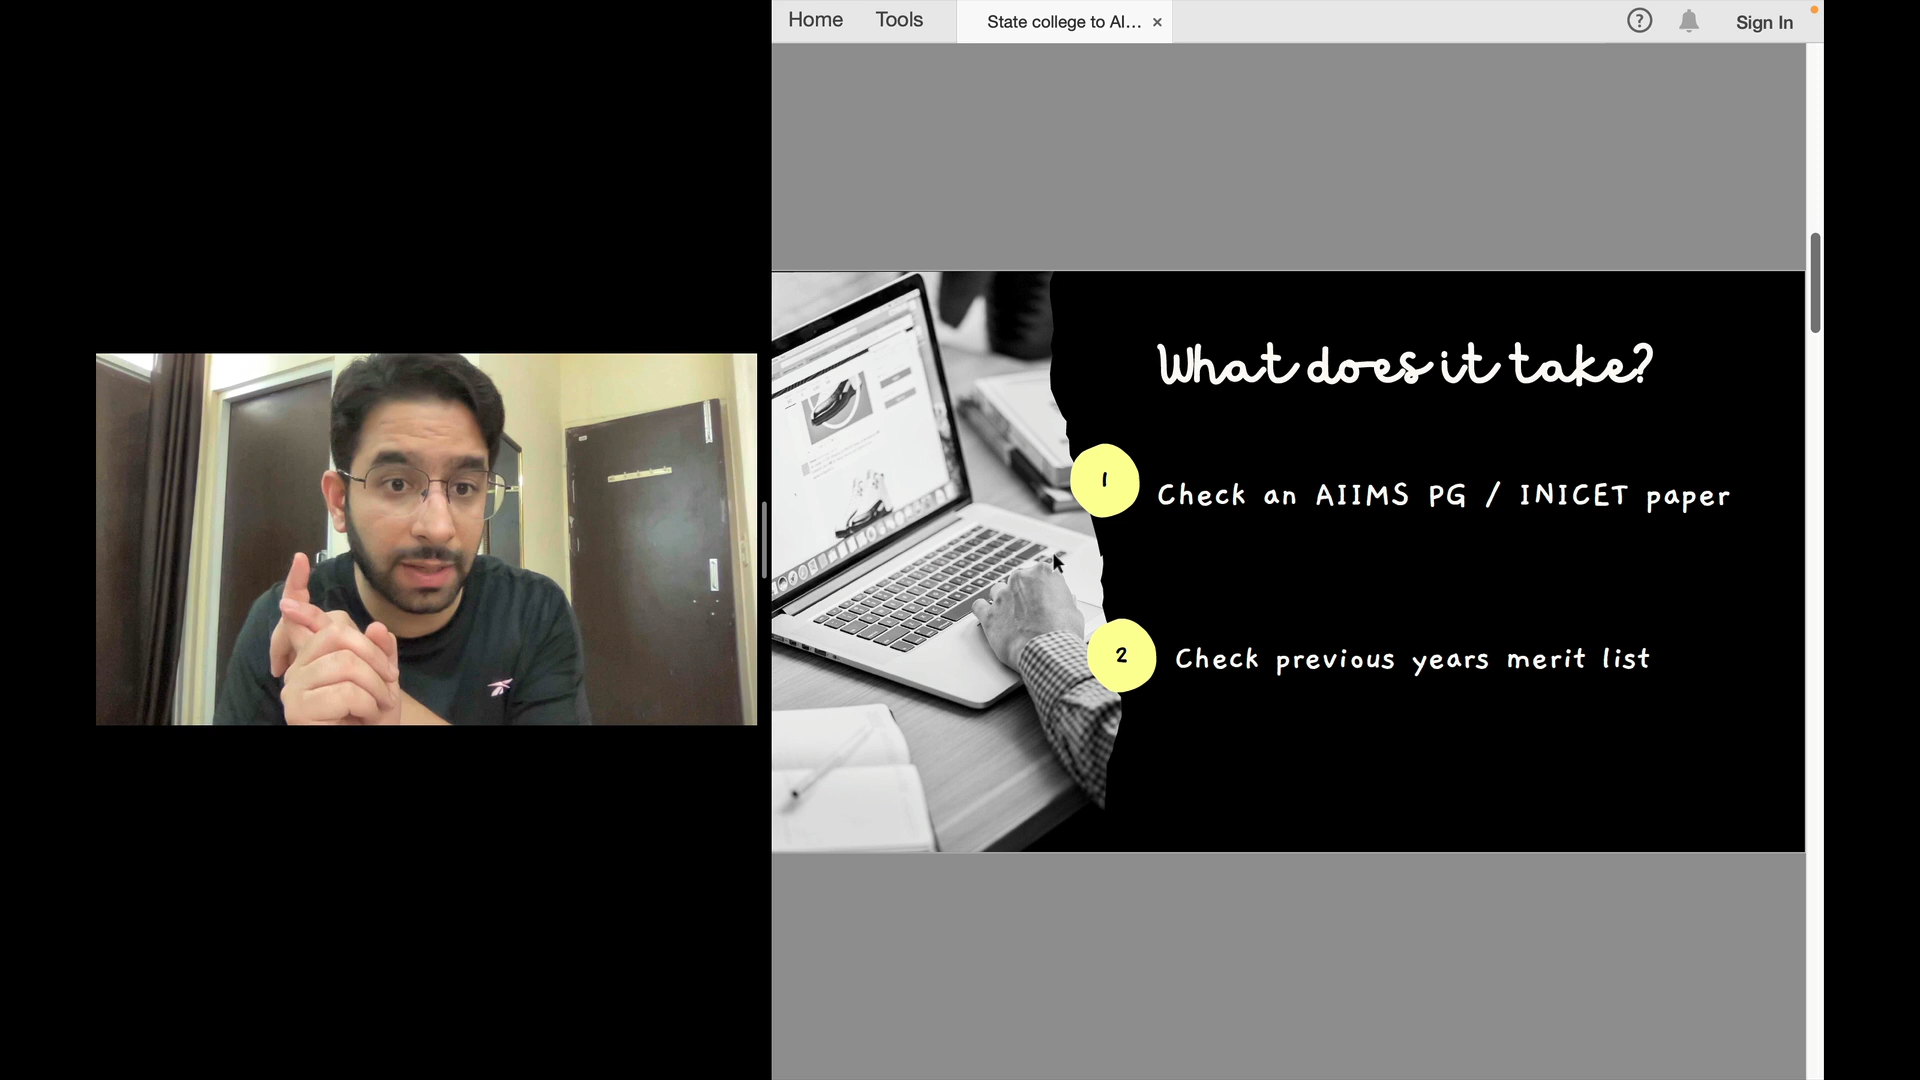 Home Tools State college to AI... × ? Sign In
What does it take?
1 Check an AIIMS PG / INICET paper
2 Check previous years merit list